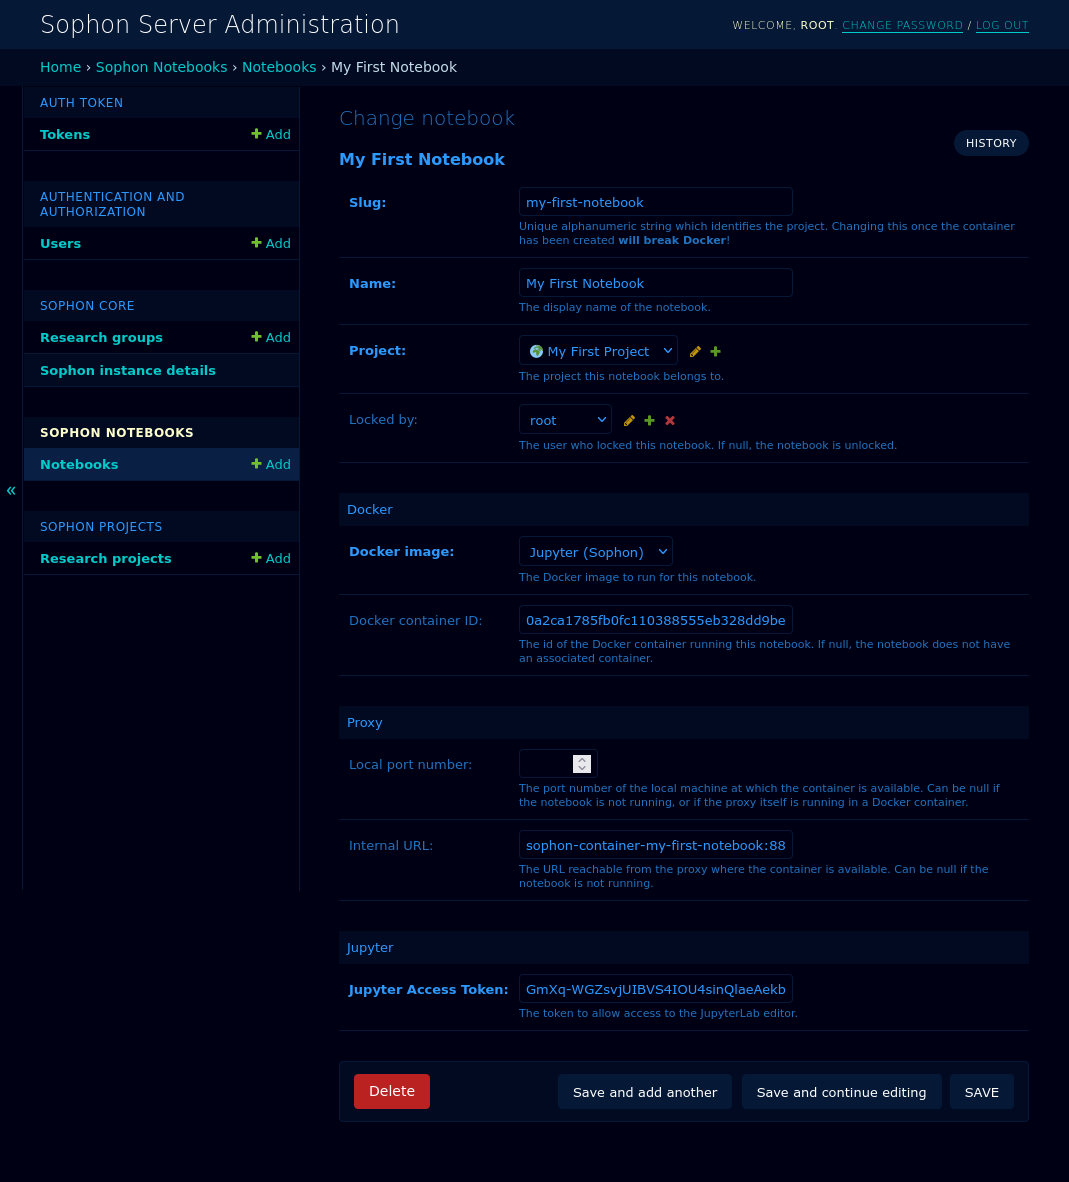 Sophon Server Administration
WELCOME, ROOT. CHANGE PASSWORD / LOG OUT
Home › Sophon Notebooks › Notebooks › My First Notebook
AUTH TOKEN
Tokens
+ Add
AUTHENTICATION AND
AUTHORIZATION
Users
+ Add
SOPHON CORE
Research groups
+ Add
Sophon instance details
SOPHON NOTEBOOKS
Notebooks
+ Add
SOPHON PROJECTS
Research projects
+ Add
«
Change notebook
HISTORY
My First Notebook
Slug:
my-first-notebook
Unique alphanumeric string which identifies the project. Changing this once the container
has been created will break Docker!
Name:
My First Notebook
The display name of the notebook.
Project:
My First Project
The project this notebook belongs to.
Locked by:
root
The user who locked this notebook. If null, the notebook is unlocked.
Docker
Docker image:
Jupyter (Sophon)
The Docker image to run for this notebook.
Docker container ID:
0a2ca1785fb0fc110388555eb328dd9be
The id of the Docker container running this notebook. If null, the notebook does not have
an associated container.
Proxy
Local port number:
The port number of the local machine at which the container is available. Can be null if
the notebook is not running, or if the proxy itself is running in a Docker container.
Internal URL:
sophon-container-my-first-notebook:88
The URL reachable from the proxy where the container is available. Can be null if the
notebook is not running.
Jupyter
Jupyter Access Token:
GmXq-WGZsvjUIBVS4IOU4sinQlaeAekb
The token to allow access to the JupyterLab editor.
Delete
Save and add another
Save and continue editing
SAVE